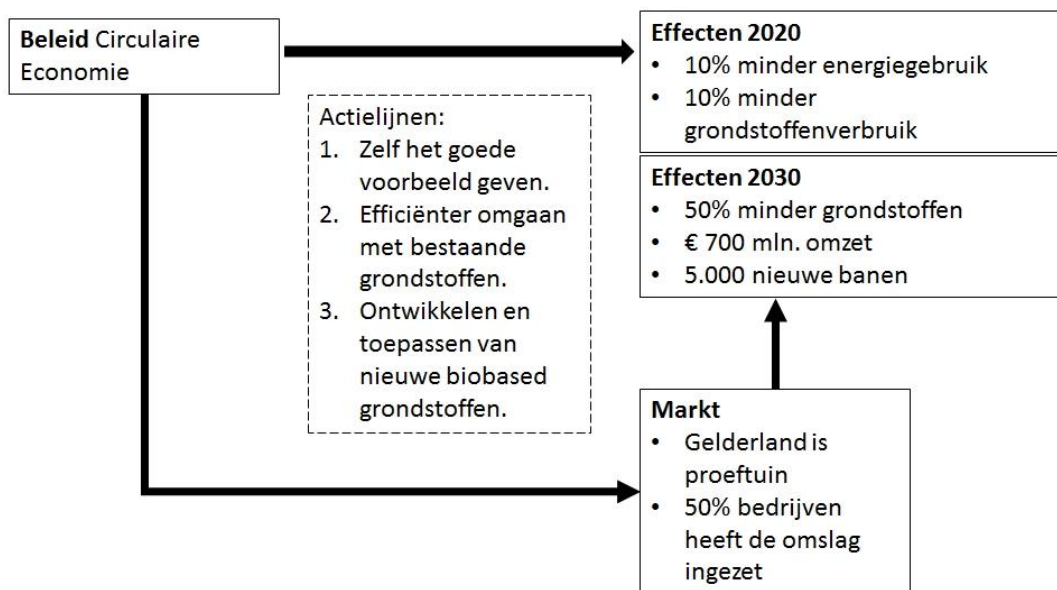 Beleid Circulaire
Economie
Effecten 2020
• 10% minder energiegebruik
• 10% minder
grondstoffenverbruik
Actielijnen:
1. Zelf het goede
voorbeeld geven.
2. Efficiënter omgaan
met bestaande
grondstoffen.
3. Ontwikkelen en
toepassen van
nieuwe biobased
grondstoffen.
Effecten 2030
• 50% minder grondstoffen
• € 700 mln. omzet
• 5.000 nieuwe banen
Markt
• Gelderland is
proeftuin
• 50% bedrijven
heeft de omslag
ingezet